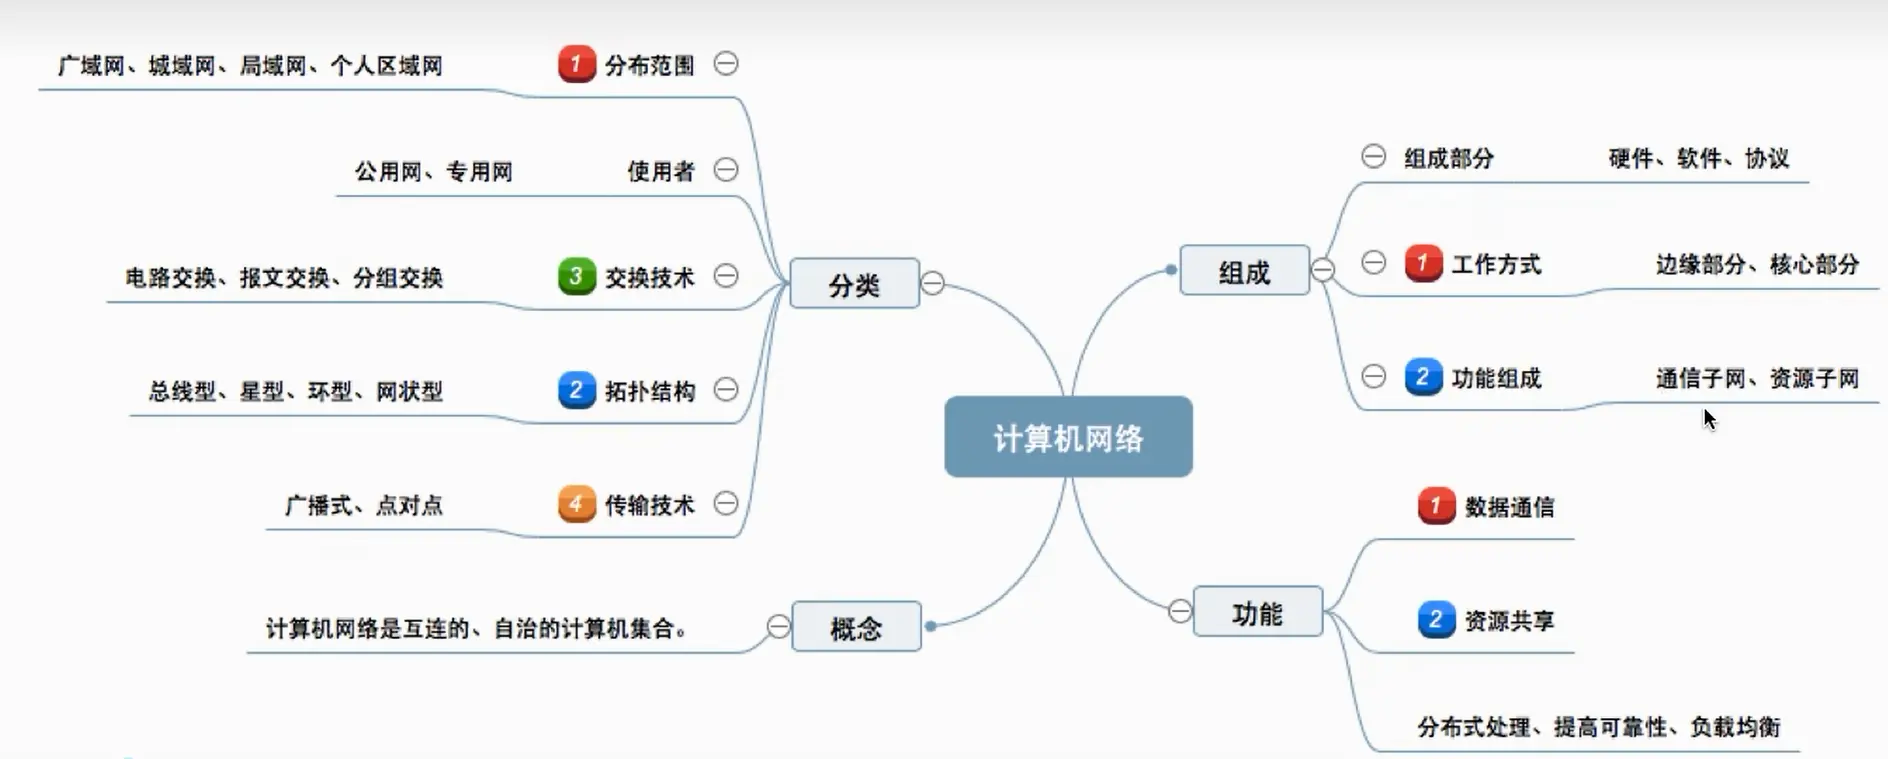 计算机网络
组成
组成部分 硬件、软件、协议
1 工作方式 边缘部分、核心部分
2 功能组成 通信子网、资源子网
功能
1 数据通信
2 资源共享
分布式处理、提高可靠性、负载均衡
分类
1 分布范围 广域网、城域网、局域网、个人区域网
使用者 公用网、专用网
3 交换技术 电路交换、报文交换、分组交换
2 拓扑结构 总线型、星型、环型、网状型
4 传输技术 广播式、点对点
概念
计算机网络是互连的、自治的计算机集合。